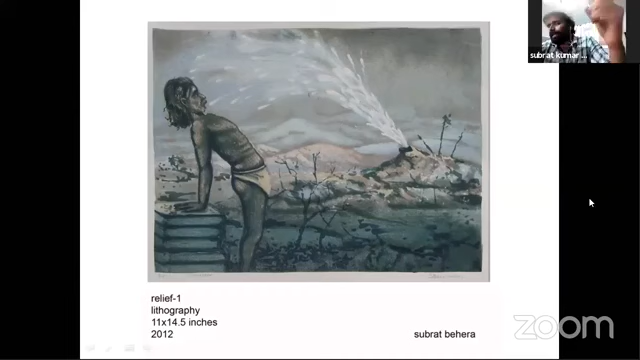 subrat kumar ...
relief-1
lithography
11x14.5 inches
2012
subrat behera
zoom